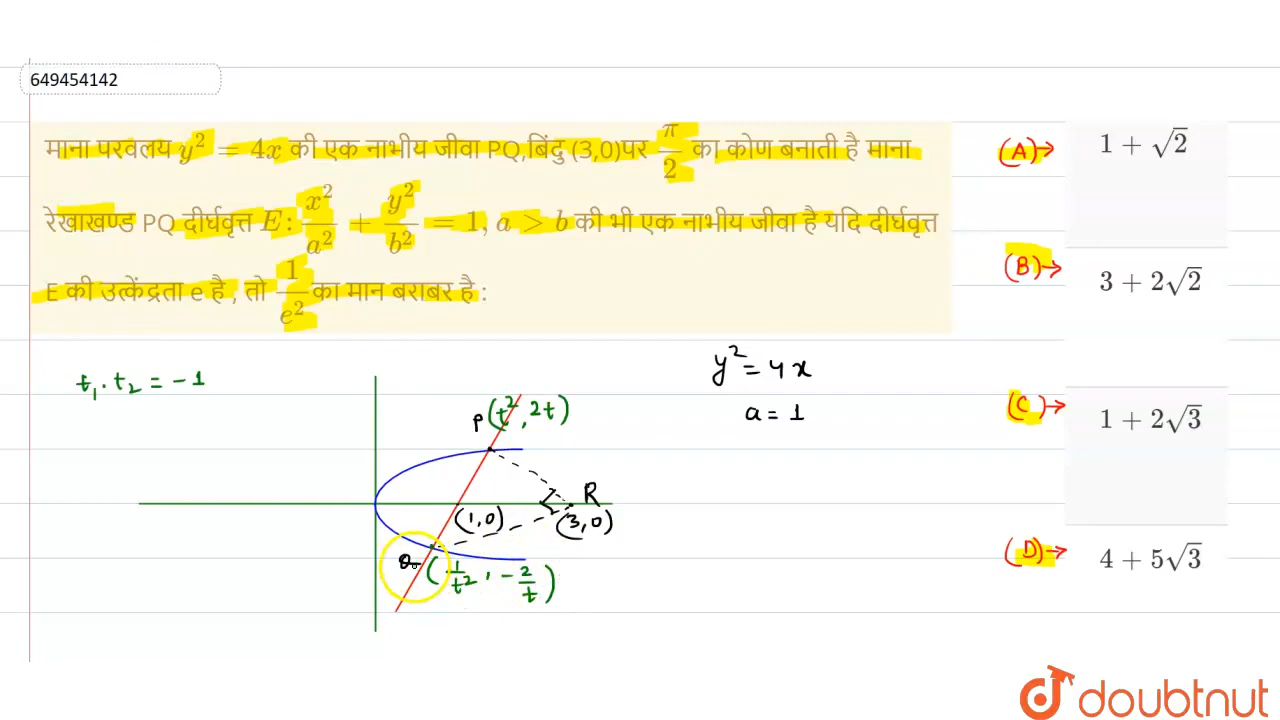 649454142
माना परवलय y² = 4x की एक नाभीय जीवा PQ,बिंदु (3,0)पर π/2 का कोण बनाती है माना
रेखाखण्ड PQ दीर्घवृत्त E: x²/a² + y²/b² = 1, a > b की भी एक नाभीय जीवा है यदि दीर्घवृत्त
E की उत्केंद्रता e है , तो 1/e² का मान बराबर है :
(A)→ 1 + √2
(B)→ 3 + 2√2
(C)→ 1 + 2√3
(D)→ 4 + 5√3
t₁ . t₂ = -1
y² = 4x
a = 1
P (t², 2t)
R
(1,0)
(3,0)
Q (1/t², -2/t)
doubtnut